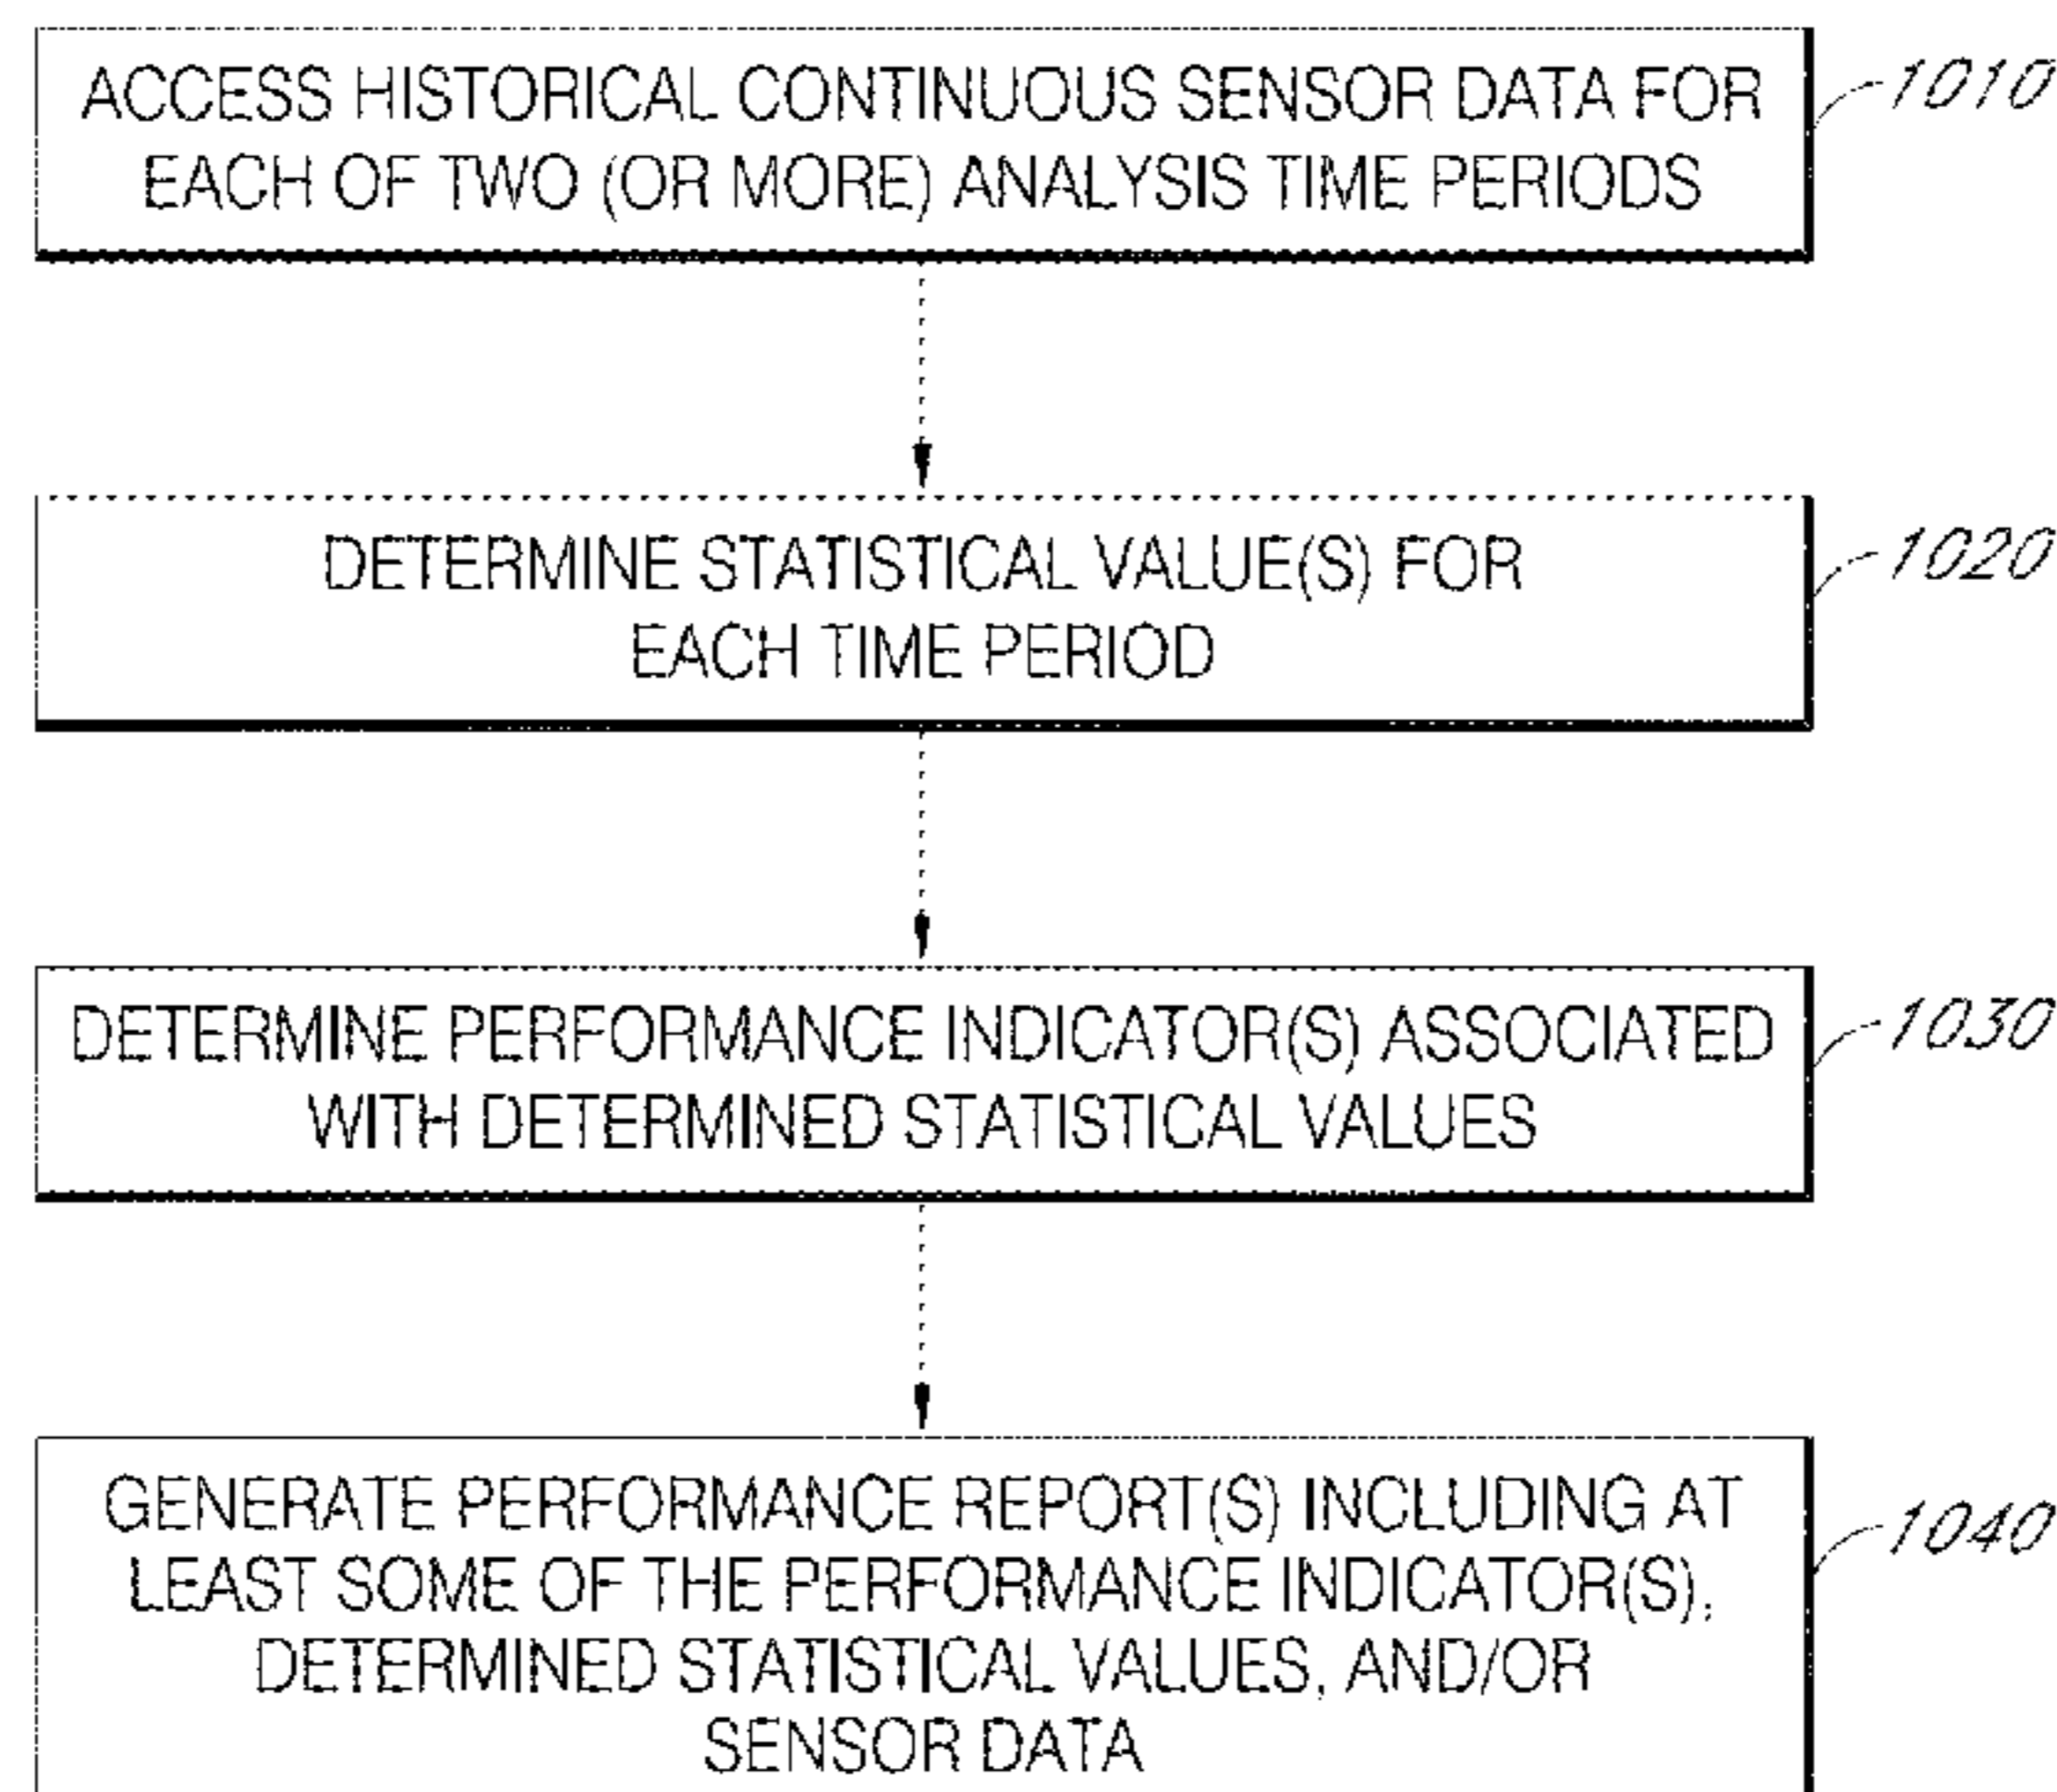 ACCESS HISTORICAL CONTINUOUS SENSOR DATA FOR
EACH OF TWO (OR MORE) ANALYSIS TIME PERIODS
1010
DETERMINE STATISTICAL VALUE(S) FOR
EACH TIME PERIOD
1020
DETERMINE PERFORMANCE INDICATOR(S) ASSOCIATED
WITH DETERMINED STATISTICAL VALUES
1030
GENERATE PERFORMANCE REPORT(S) INCLUDING AT
LEAST SOME OF THE PERFORMANCE INDICATOR(S),
DETERMINED STATISTICAL VALUES, AND/OR
SENSOR DATA
1040